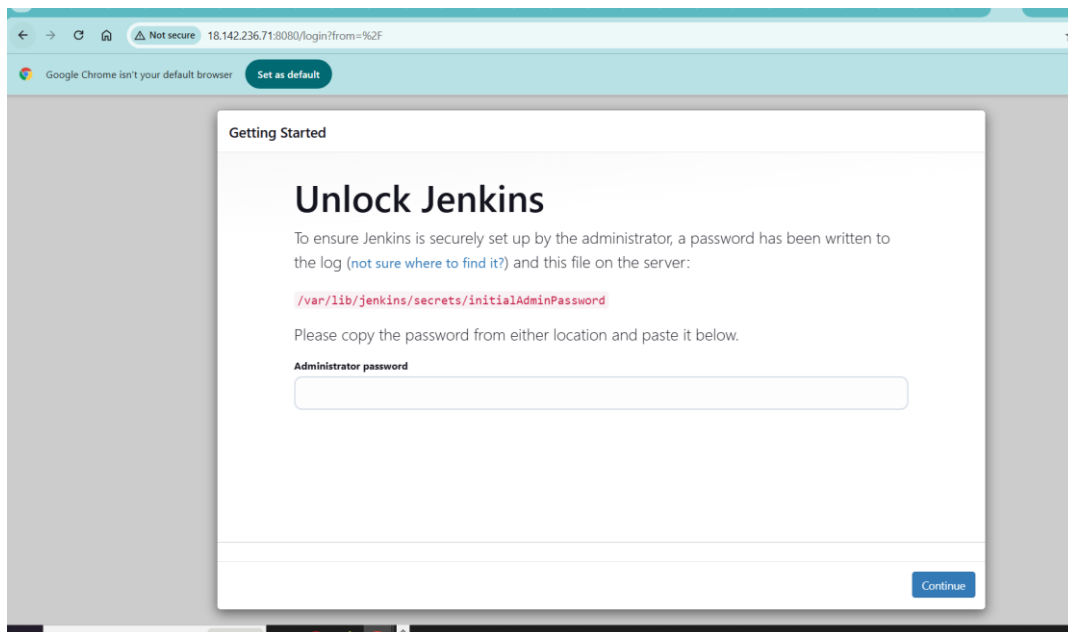 Not secure 18.142.236.71:8080/login?from=%2F
Google Chrome isn't your default browser Set as default
Getting Started
Unlock Jenkins
To ensure Jenkins is securely set up by the administrator, a password has been written to
the log (not sure where to find it?) and this file on the server:
/var/lib/jenkins/secrets/initialAdminPassword
Please copy the password from either location and paste it below.
Administrator password
Continue